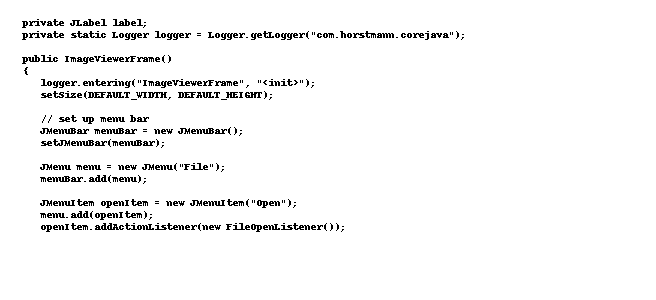 private JLabel label;
private static Logger logger = Logger.getLogger("com.horstmann.corejava");
public ImageViewerFrame()
{
logger.entering("ImageViewerFrame", "<init>");
setSize(DEFAULT_WIDTH, DEFAULT_HEIGHT);
// set up menu bar
JMenuBar menuBar = new JMenuBar();
setJMenuBar(menuBar);
JMenu menu = new JMenu("File");
menuBar.add(menu);
JMenuItem openItem = new JMenuItem("Open");
menu.add(openItem);
openItem.addActionListener(new FileOpenListener());